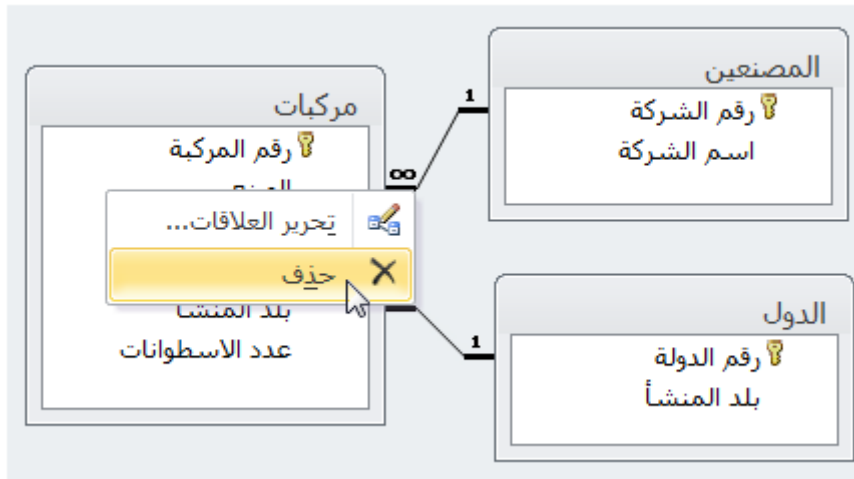 المصنعين
رقم الشركة
اسم الشركة
1
مركبات
رقم المركبة
∞
تحرير العلاقات...
حذف
بلد المنشأ
عدد الاسطوانات
الدول
رقم الدولة
بلد المنشأ
1